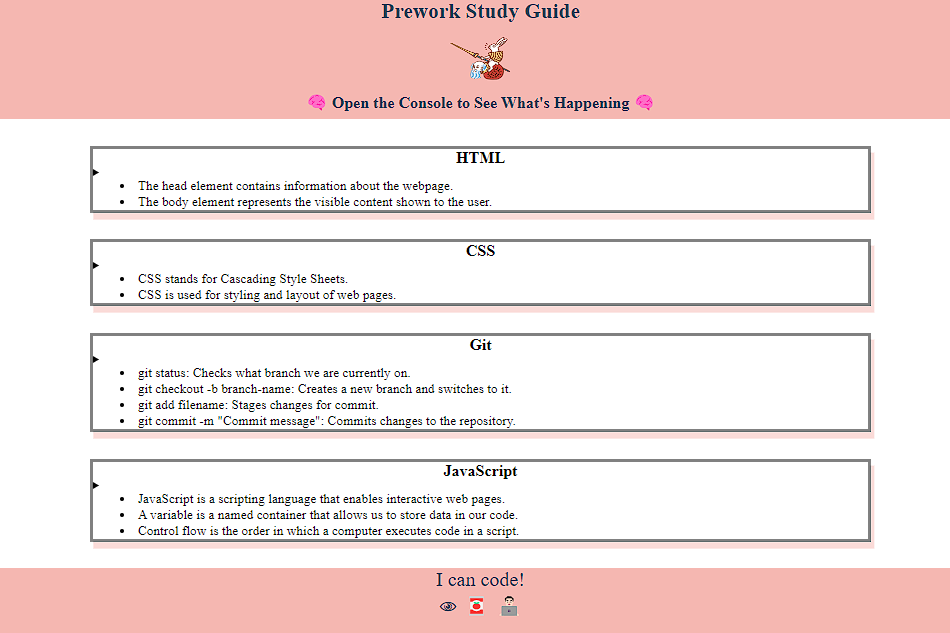 Prework Study Guide
🧠 Open the Console to See What's Happening 🧠
HTML
The head element contains information about the webpage.
The body element represents the visible content shown to the user.
CSS
CSS stands for Cascading Style Sheets.
CSS is used for styling and layout of web pages.
Git
git status: Checks what branch we are currently on.
git checkout -b branch-name: Creates a new branch and switches to it.
git add filename: Stages changes for commit.
git commit -m "Commit message": Commits changes to the repository.
JavaScript
JavaScript is a scripting language that enables interactive web pages.
A variable is a named container that allows us to store data in our code.
Control flow is the order in which a computer executes code in a script.
I can code!